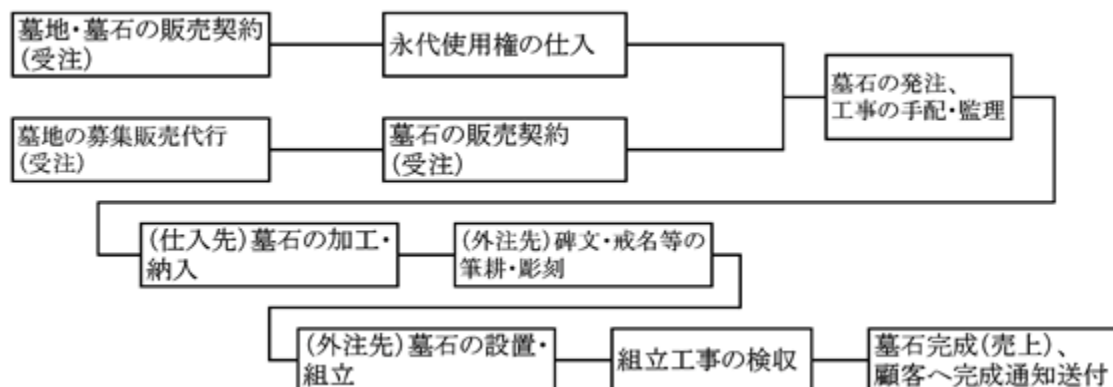 墓地・墓石の販売契約
(受注)
永代使用権の仕入
墓地の募集販売代行
(受注)
墓石の販売契約
(受注)
墓石の発注、
工事の手配・監理
(仕入先)墓石の加工・
納入
(外注先)碑文・戒名等の
筆耕・彫刻
(外注先)墓石の設置・
組立
組立工事の検収
墓石完成(売上)、
顧客へ完成通知送付